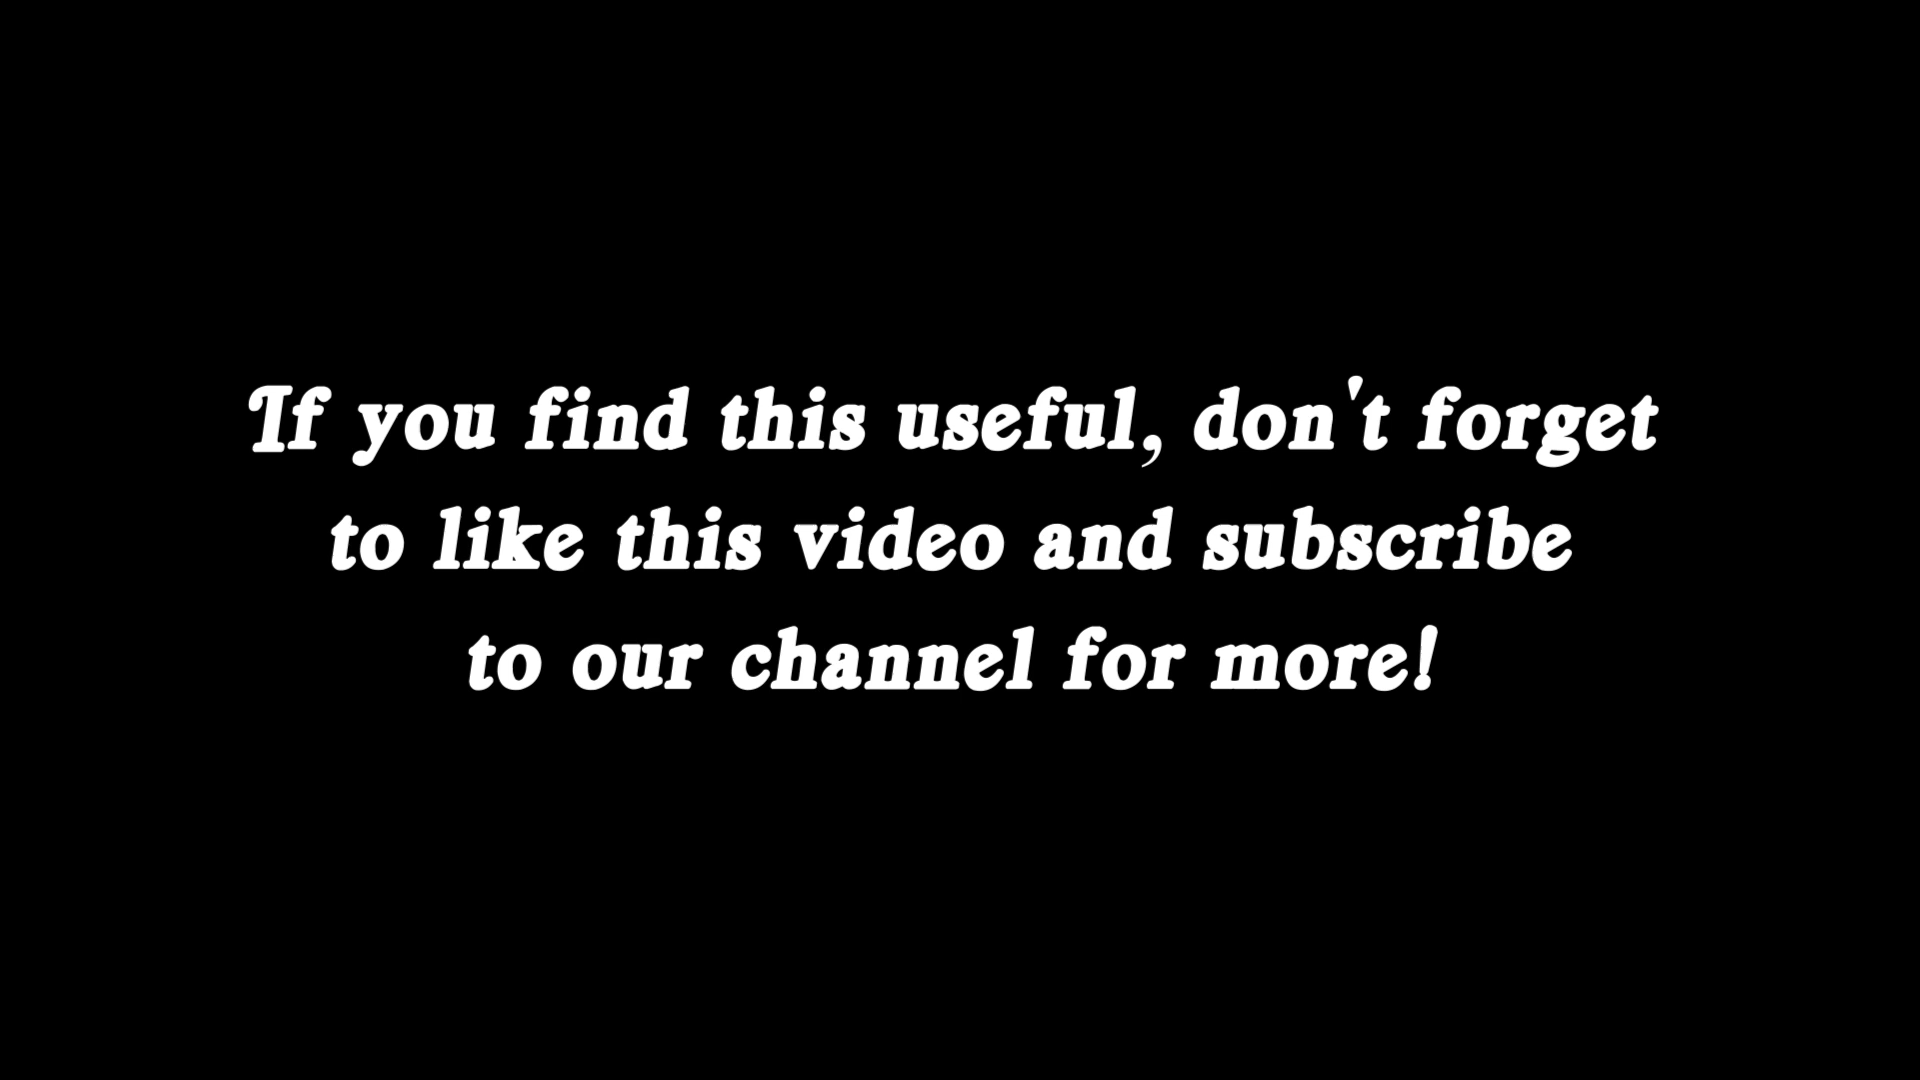 If you find this useful, don't forget
to like this video and subscribe
to our channel for more!